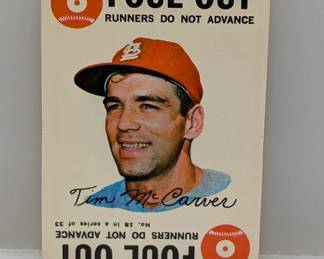 FOUL OUT
RUNNERS DO NOT ADVANCE
StL
Tim McCarver
No. 18 in a series of 33
RUNNERS DO NOT ADVANCE
FOUL OUT